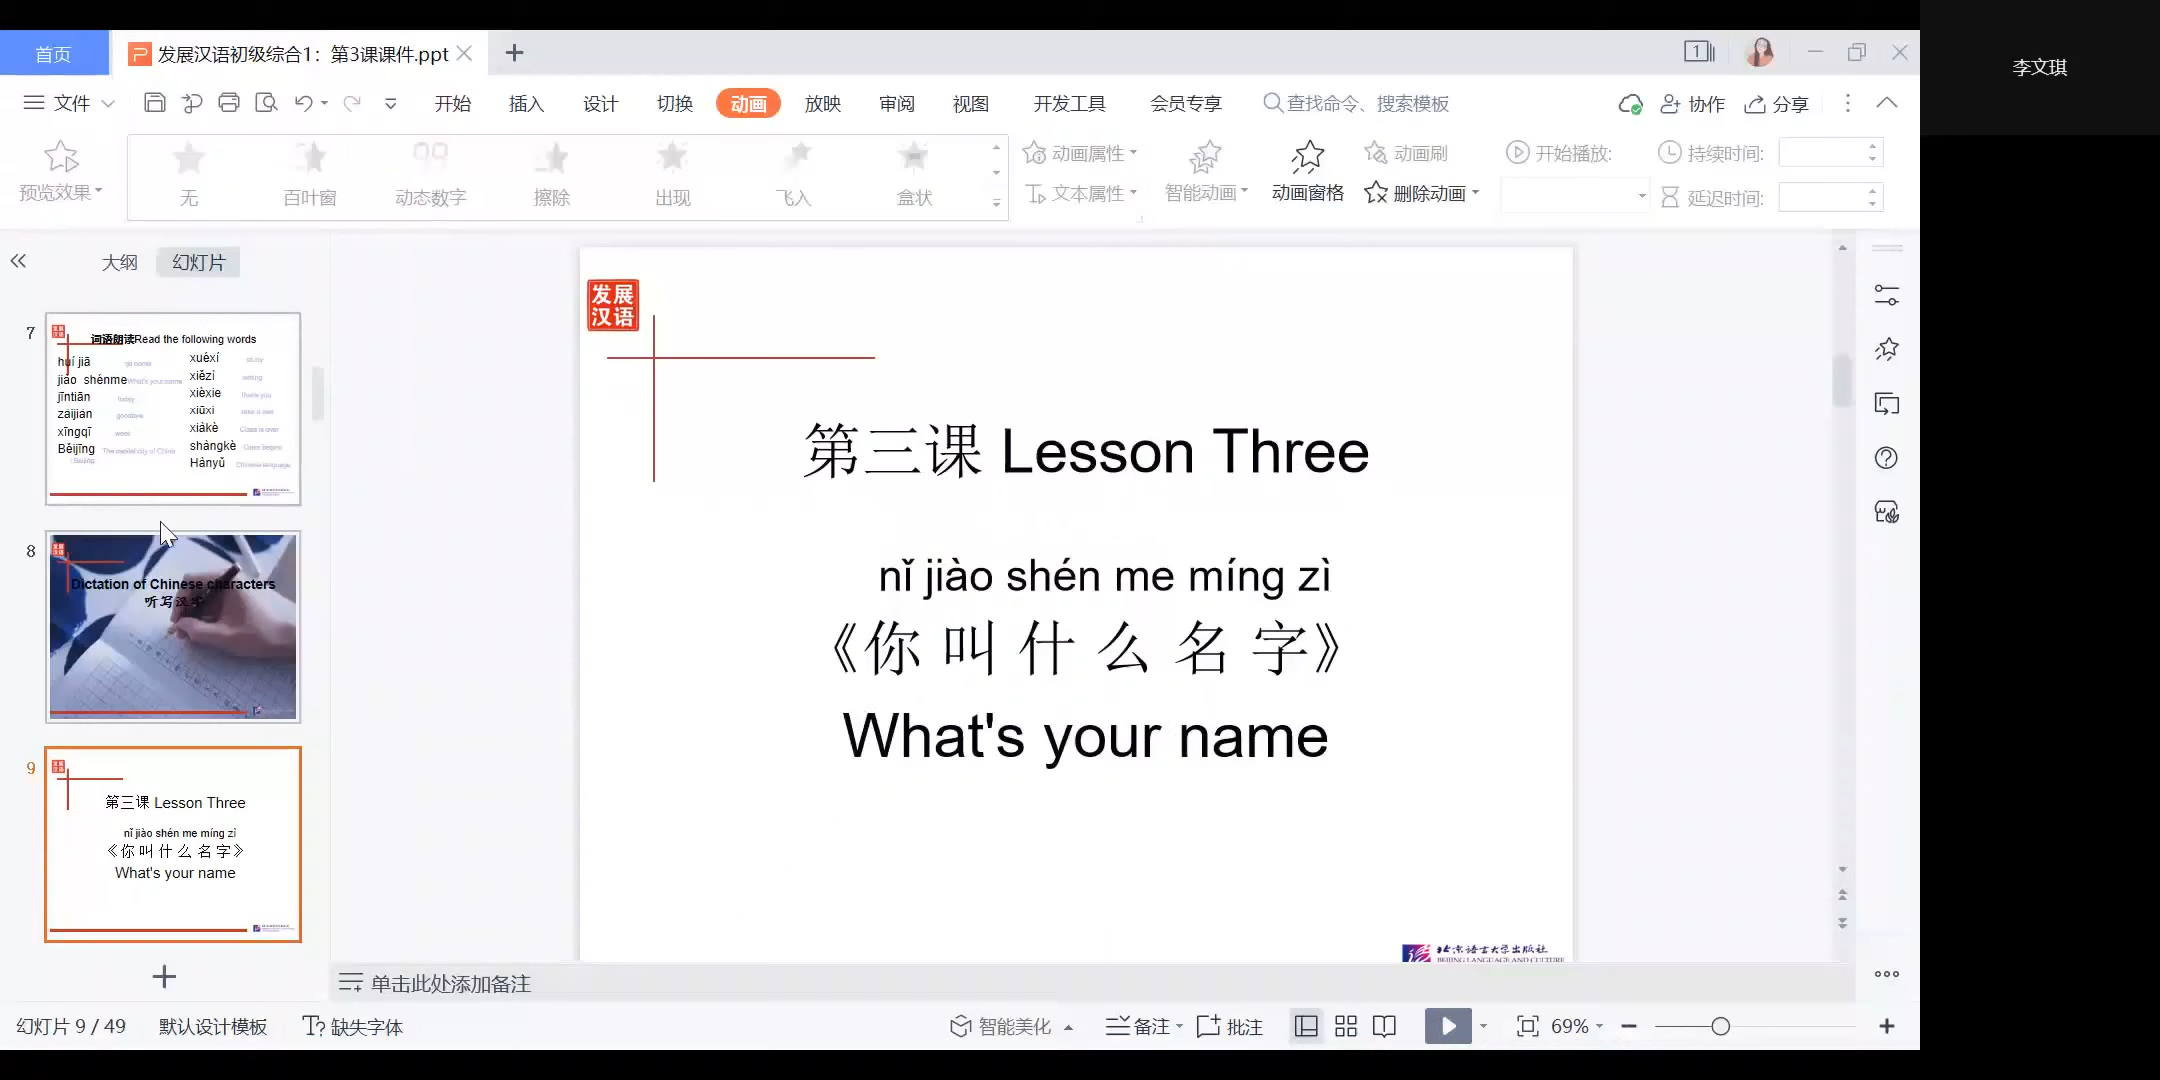 首页
发展汉语初级综合1：第3课课件.ppt
李文琪
文件
开始 插入 设计 切换 动画 放映 审阅 视图 开发工具 会员专享
查找命令、搜索模板
协作 分享
预览效果
无 百叶窗 动态数字 擦除 出现 飞入 盒状
动画属性
文本属性
智能动画
动画窗格
动画刷
删除动画
开始播放:
持续时间:
延迟时间:
大纲 幻灯片
7
词语朗读Read the following words
huí jiā go home
jiào shénme What's your name
jīntiān today
zàijiàn goodbye
xīngqī week
Běijīng The capital city of China
Beijing
xuéxí study
xiězì writing
xièxie thank you
xiūxi take a rest
xiàkè Class is over
shàngkè Class begins
Hànyǔ Chinese language
8
Dictation of Chinese characters
听写汉字
9
第三课 Lesson Three
nǐ jiào shén me míng zì
《你 叫 什 么 名 字》
What's your name
发展
汉语
第三课 Lesson Three
nǐ jiào shén me míng zì
《你 叫 什 么 名 字》
What's your name
北京语言大学出版社
BEIJING LANGUAGE AND CULTURE
单击此处添加备注
幻灯片 9 / 49 默认设计模板 缺失字体
智能美化 备注 批注 69%